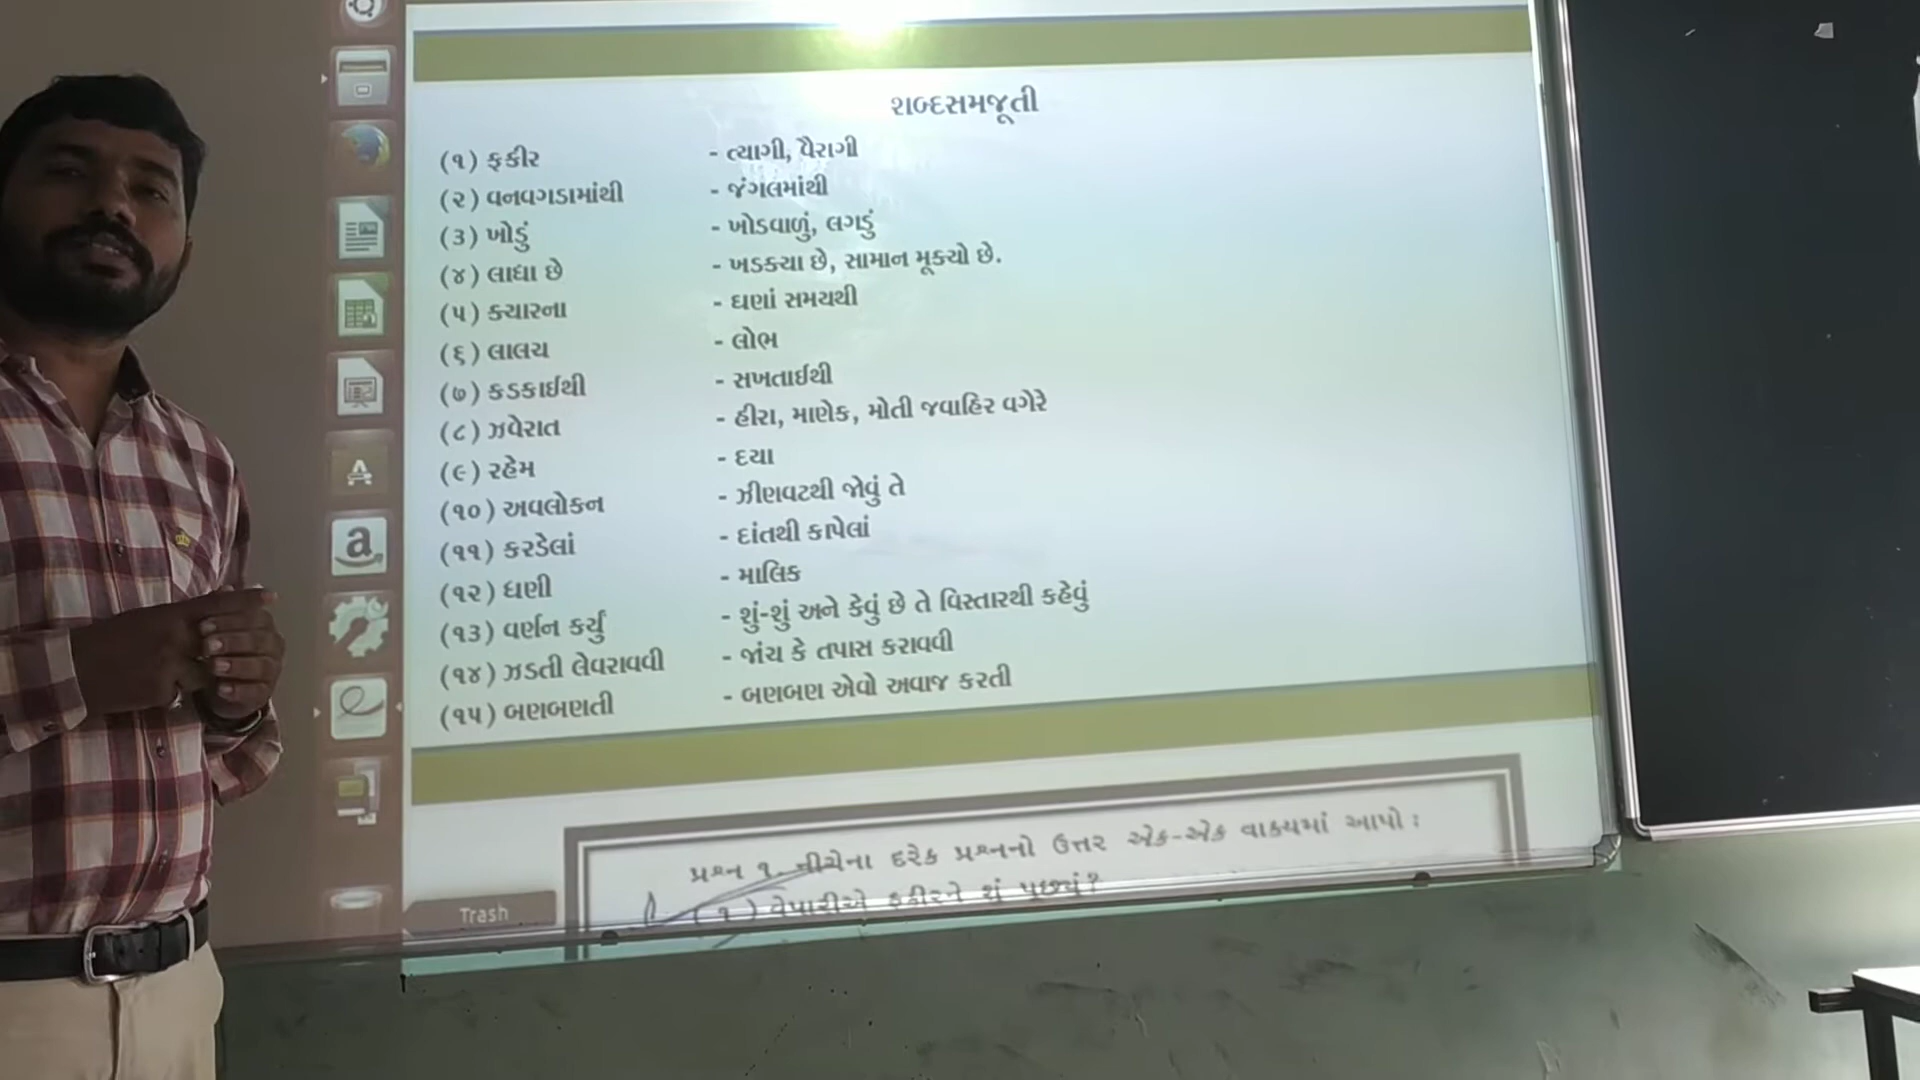 શબ્દસમજૂતી
(૧) ફકીર - ત્યાગી, વૈરાગી
(૨) વનવગડામાંથી - જંગલમાંથી
(૩) ખોડું - ખોડવાળું, લગડું
(૪) લાધા છે - ખડક્યા છે, સામાન મૂક્યો છે.
(૫) ક્યારના - ઘણાં સમયથી
(૬) લાલચ - લોભ
(૭) કડકાઈથી - સખતાઈથી
(૮) ઝવેરાત - હીરા, માણેક, મોતી જવાહિર વગેરે
(૯) રહેમ - દયા
(૧૦) અવલોકન - ઝીણવટથી જોવું તે
(૧૧) કરડેલાં - દાંતથી કાપેલાં
(૧૨) ધણી - માલિક
(૧૩) વર્ણન કર્યું - શું-શું અને કેવું છે તે વિસ્તારથી કહેવું
(૧૪) ઝડતી લેવરાવવી - જાંચ કે તપાસ કરાવવી
(૧૫) બણબણતી - બણબણ એવો અવાજ કરતી
પ્રશ્ન ૧. નીચેના દરેક પ્રશ્નનો ઉત્તર એક-એક વાક્યમાં આપો :
(૧) વેપારીએ ફકીરને શું પૂછ્યું?
Trash